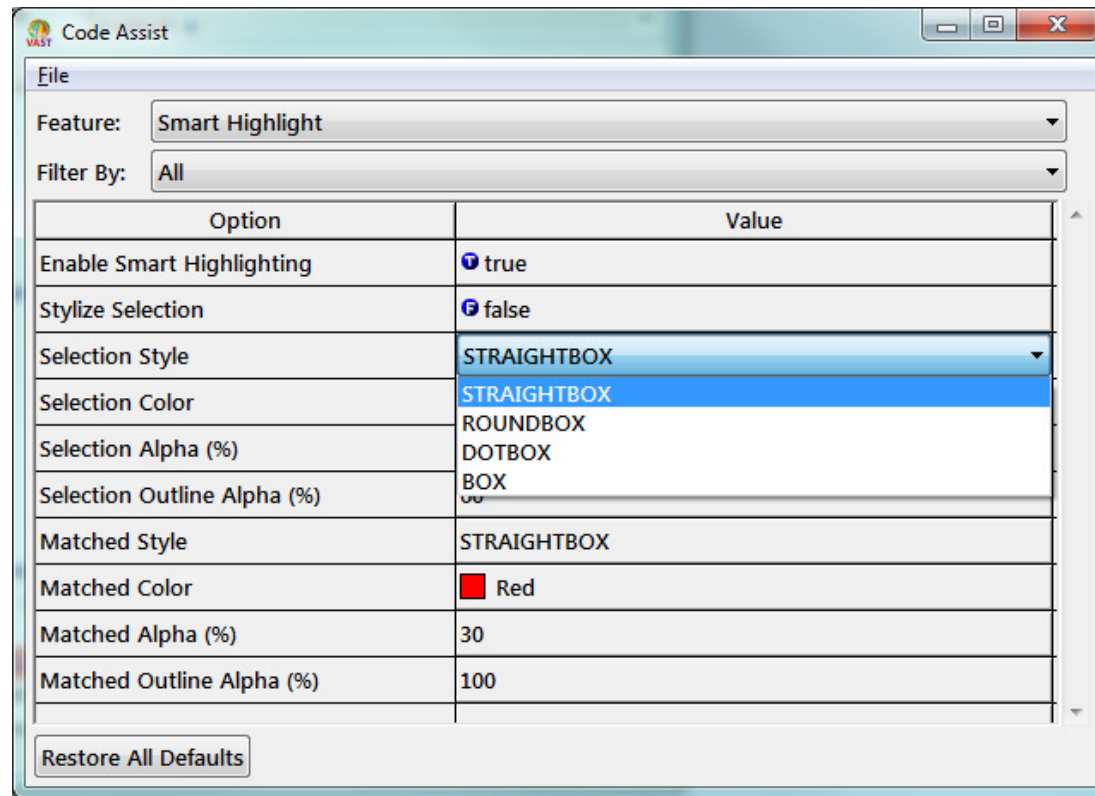 VAST Code Assist
File
Feature: Smart Highlight
Filter By: All
Option Value
Enable Smart Highlighting T true
Stylize Selection F false
Selection Style STRAIGHTBOX
Selection Color STRAIGHTBOX
ROUNDBOX
Selection Alpha (%) DOTBOX
Selection Outline Alpha (%) BOX
Matched Style STRAIGHTBOX
Matched Color Red
Matched Alpha (%) 30
Matched Outline Alpha (%) 100
Restore All Defaults